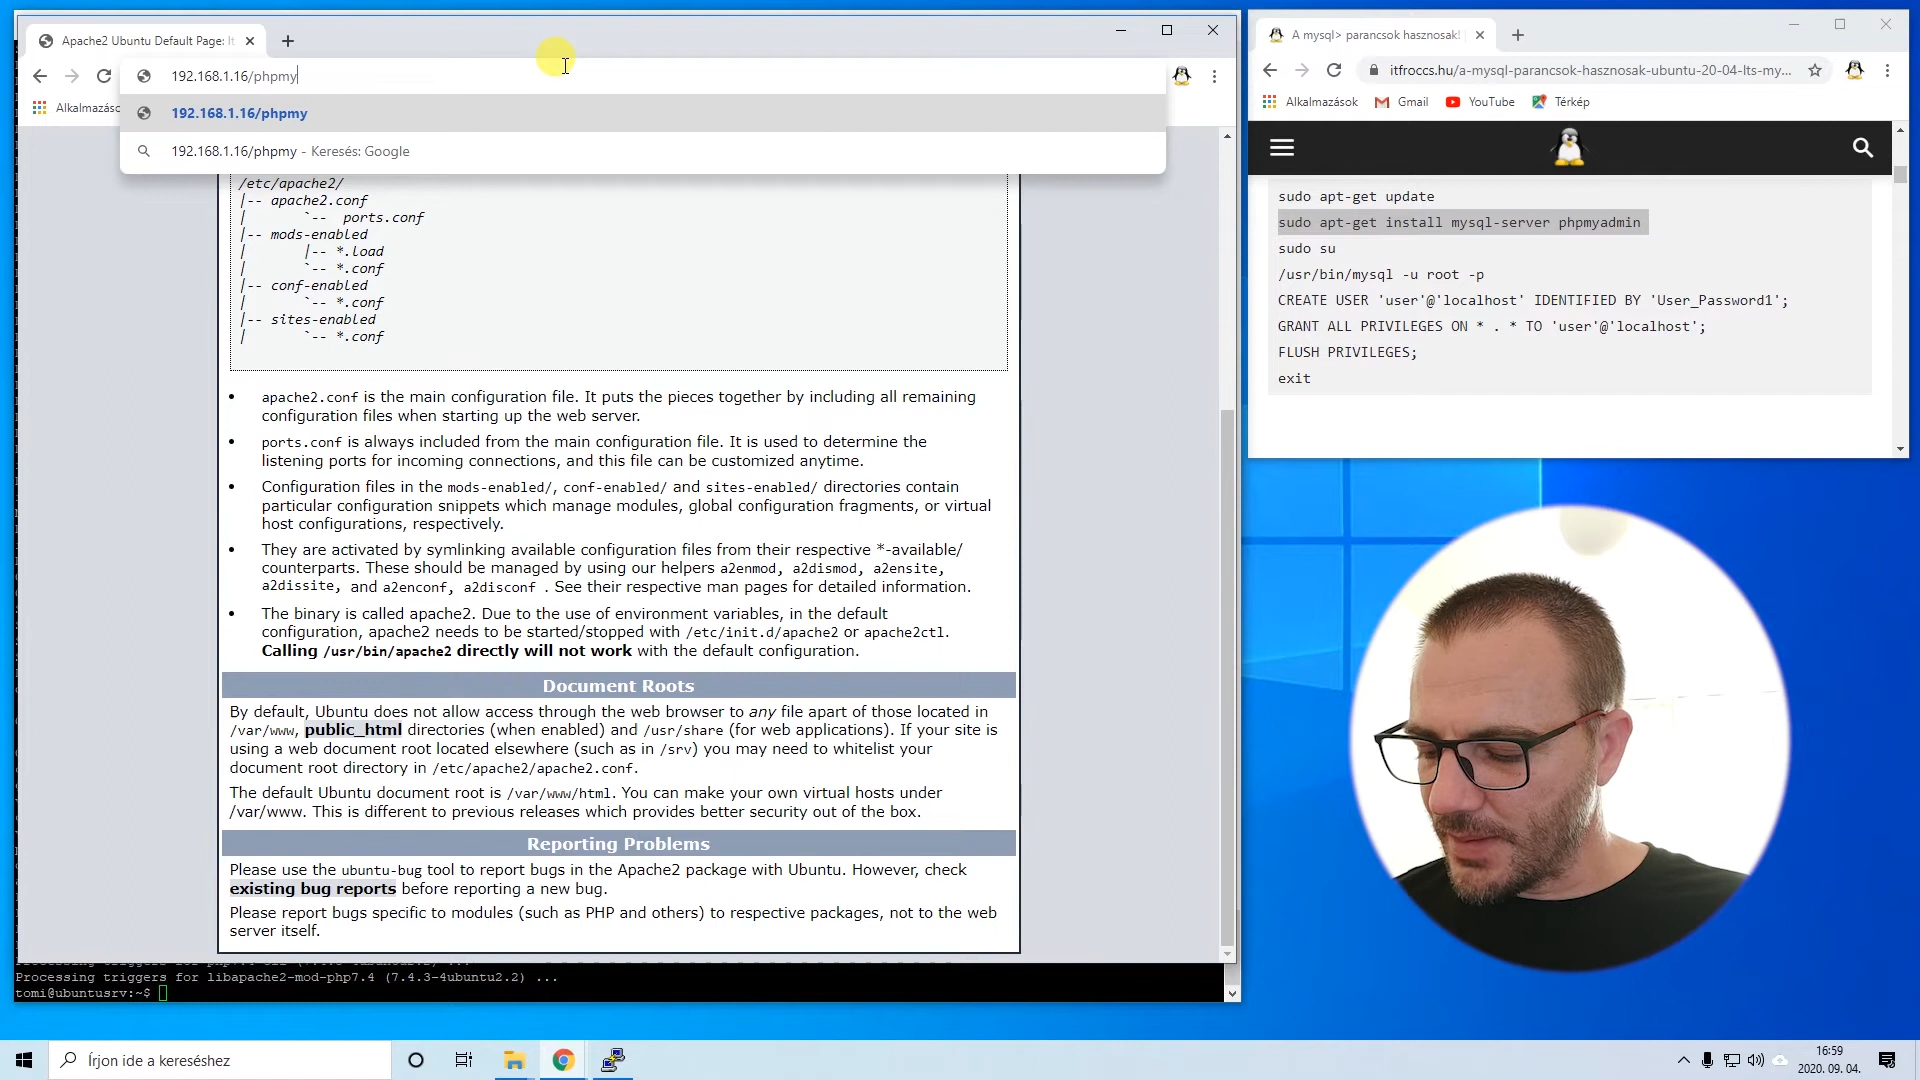 Apache2 Ubuntu Default Page: It
192.168.1.16/phpmy
Alkalmazáso
192.168.1.16/phpmy
192.168.1.16/phpmy - Keresés: Google
/etc/apache2/
|-- apache2.conf
|       `--  ports.conf
|-- mods-enabled
|       |-- *.load
|       `-- *.conf
|-- conf-enabled
|       `-- *.conf
|-- sites-enabled
|       `-- *.conf
• apache2.conf is the main configuration file. It puts the pieces together by including all remaining
configuration files when starting up the web server.
• ports.conf is always included from the main configuration file. It is used to determine the
listening ports for incoming connections, and this file can be customized anytime.
• Configuration files in the mods-enabled/, conf-enabled/ and sites-enabled/ directories contain
particular configuration snippets which manage modules, global configuration fragments, or virtual
host configurations, respectively.
• They are activated by symlinking available configuration files from their respective *-available/
counterparts. These should be managed by using our helpers a2enmod, a2dismod, a2ensite,
a2dissite, and a2enconf, a2disconf . See their respective man pages for detailed information.
• The binary is called apache2. Due to the use of environment variables, in the default
configuration, apache2 needs to be started/stopped with /etc/init.d/apache2 or apache2ctl.
Calling /usr/bin/apache2 directly will not work with the default configuration.
Document Roots
By default, Ubuntu does not allow access through the web browser to any file apart of those located in
/var/www, public_html directories (when enabled) and /usr/share (for web applications). If your site is
using a web document root located elsewhere (such as in /srv) you may need to whitelist your
document root directory in /etc/apache2/apache2.conf.
The default Ubuntu document root is /var/www/html. You can make your own virtual hosts under
/var/www. This is different to previous releases which provides better security out of the box.
Reporting Problems
Please use the ubuntu-bug tool to report bugs in the Apache2 package with Ubuntu. However, check
existing bug reports before reporting a new bug.
Please report bugs specific to modules (such as PHP and others) to respective packages, not to the web
server itself.
Processing triggers for libapache2-mod-php7.4 (7.4.3-4ubuntu2.2) ...
tomi@ubuntusrv:~$
A mysql> parancsok hasznosak! |
itfroccs.hu/a-mysql-parancsok-hasznosak-ubuntu-20-04-lts-my...
Alkalmazások Gmail YouTube Térkép
sudo apt-get update
sudo apt-get install mysql-server phpmyadmin
sudo su
/usr/bin/mysql -u root -p
CREATE USER 'user'@'localhost' IDENTIFIED BY 'User_Password1';
GRANT ALL PRIVILEGES ON * . * TO 'user'@'localhost';
FLUSH PRIVILEGES;
exit
Írjon ide a kereséshez
16:59
2020. 09. 04.